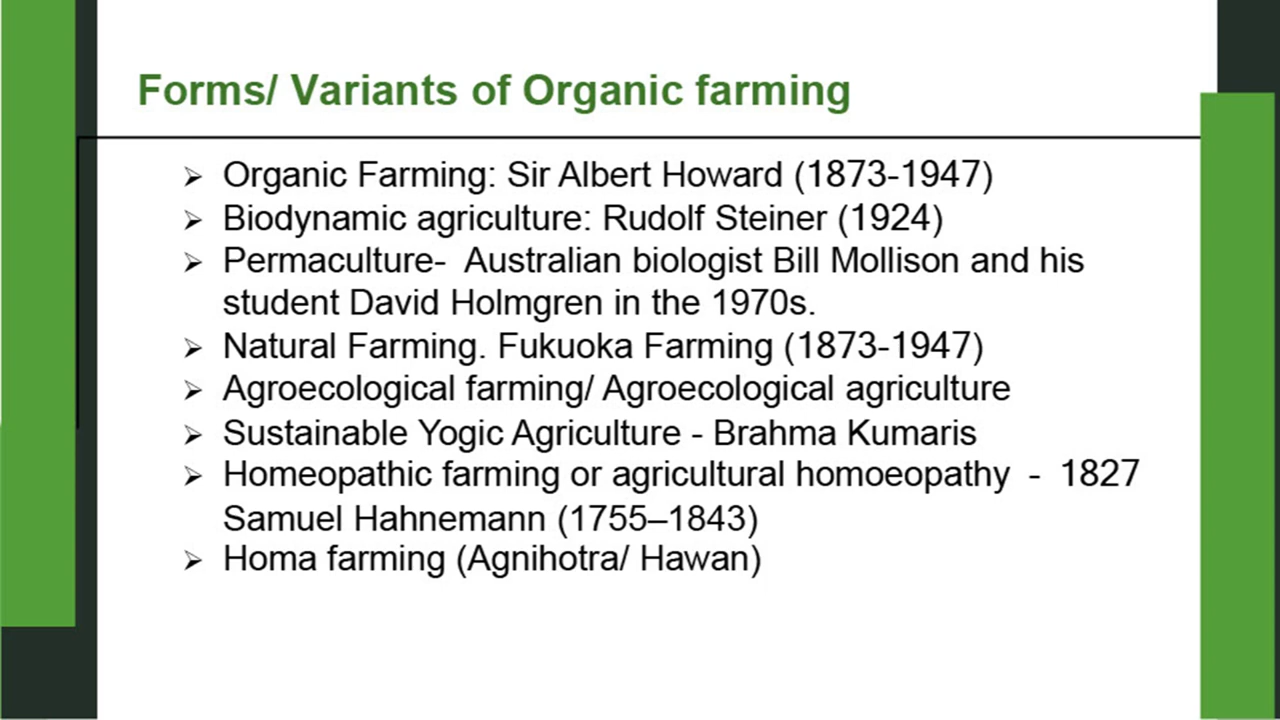 Forms/ Variants of Organic farming
➢ Organic Farming: Sir Albert Howard (1873-1947)
➢ Biodynamic agriculture: Rudolf Steiner (1924)
➢ Permaculture- Australian biologist Bill Mollison and his
student David Holmgren in the 1970s.
➢ Natural Farming. Fukuoka Farming (1873-1947)
➢ Agroecological farming/ Agroecological agriculture
➢ Sustainable Yogic Agriculture - Brahma Kumaris
➢ Homeopathic farming or agricultural homoeopathy - 1827
Samuel Hahnemann (1755–1843)
➢ Homa farming (Agnihotra/ Hawan)